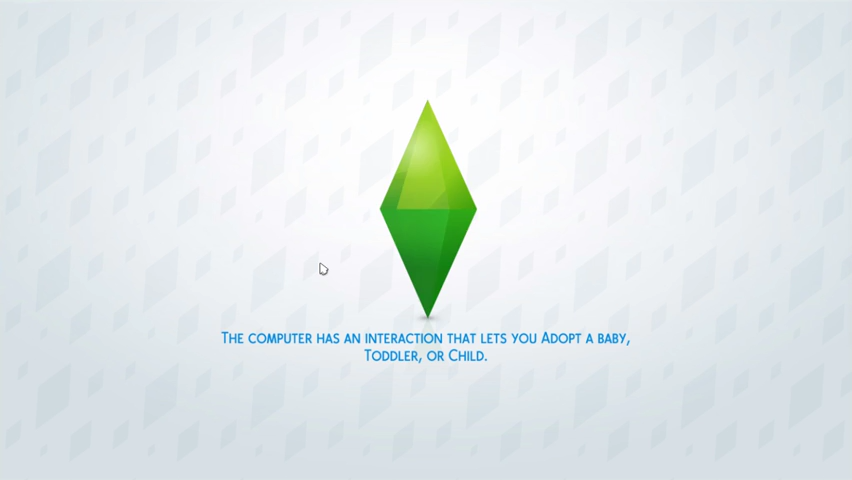 The computer has an interaction that lets you Adopt a baby,
Toddler, or Child.